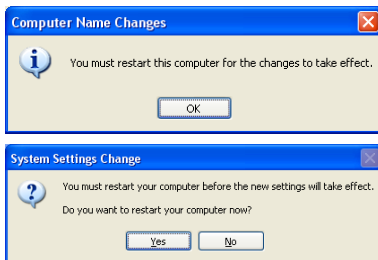 Computer Name Changes
You must restart this computer for the changes to take effect.
OK
System Settings Change
You must restart your computer before the new settings will take effect.
Do you want to restart your computer now?
Yes No